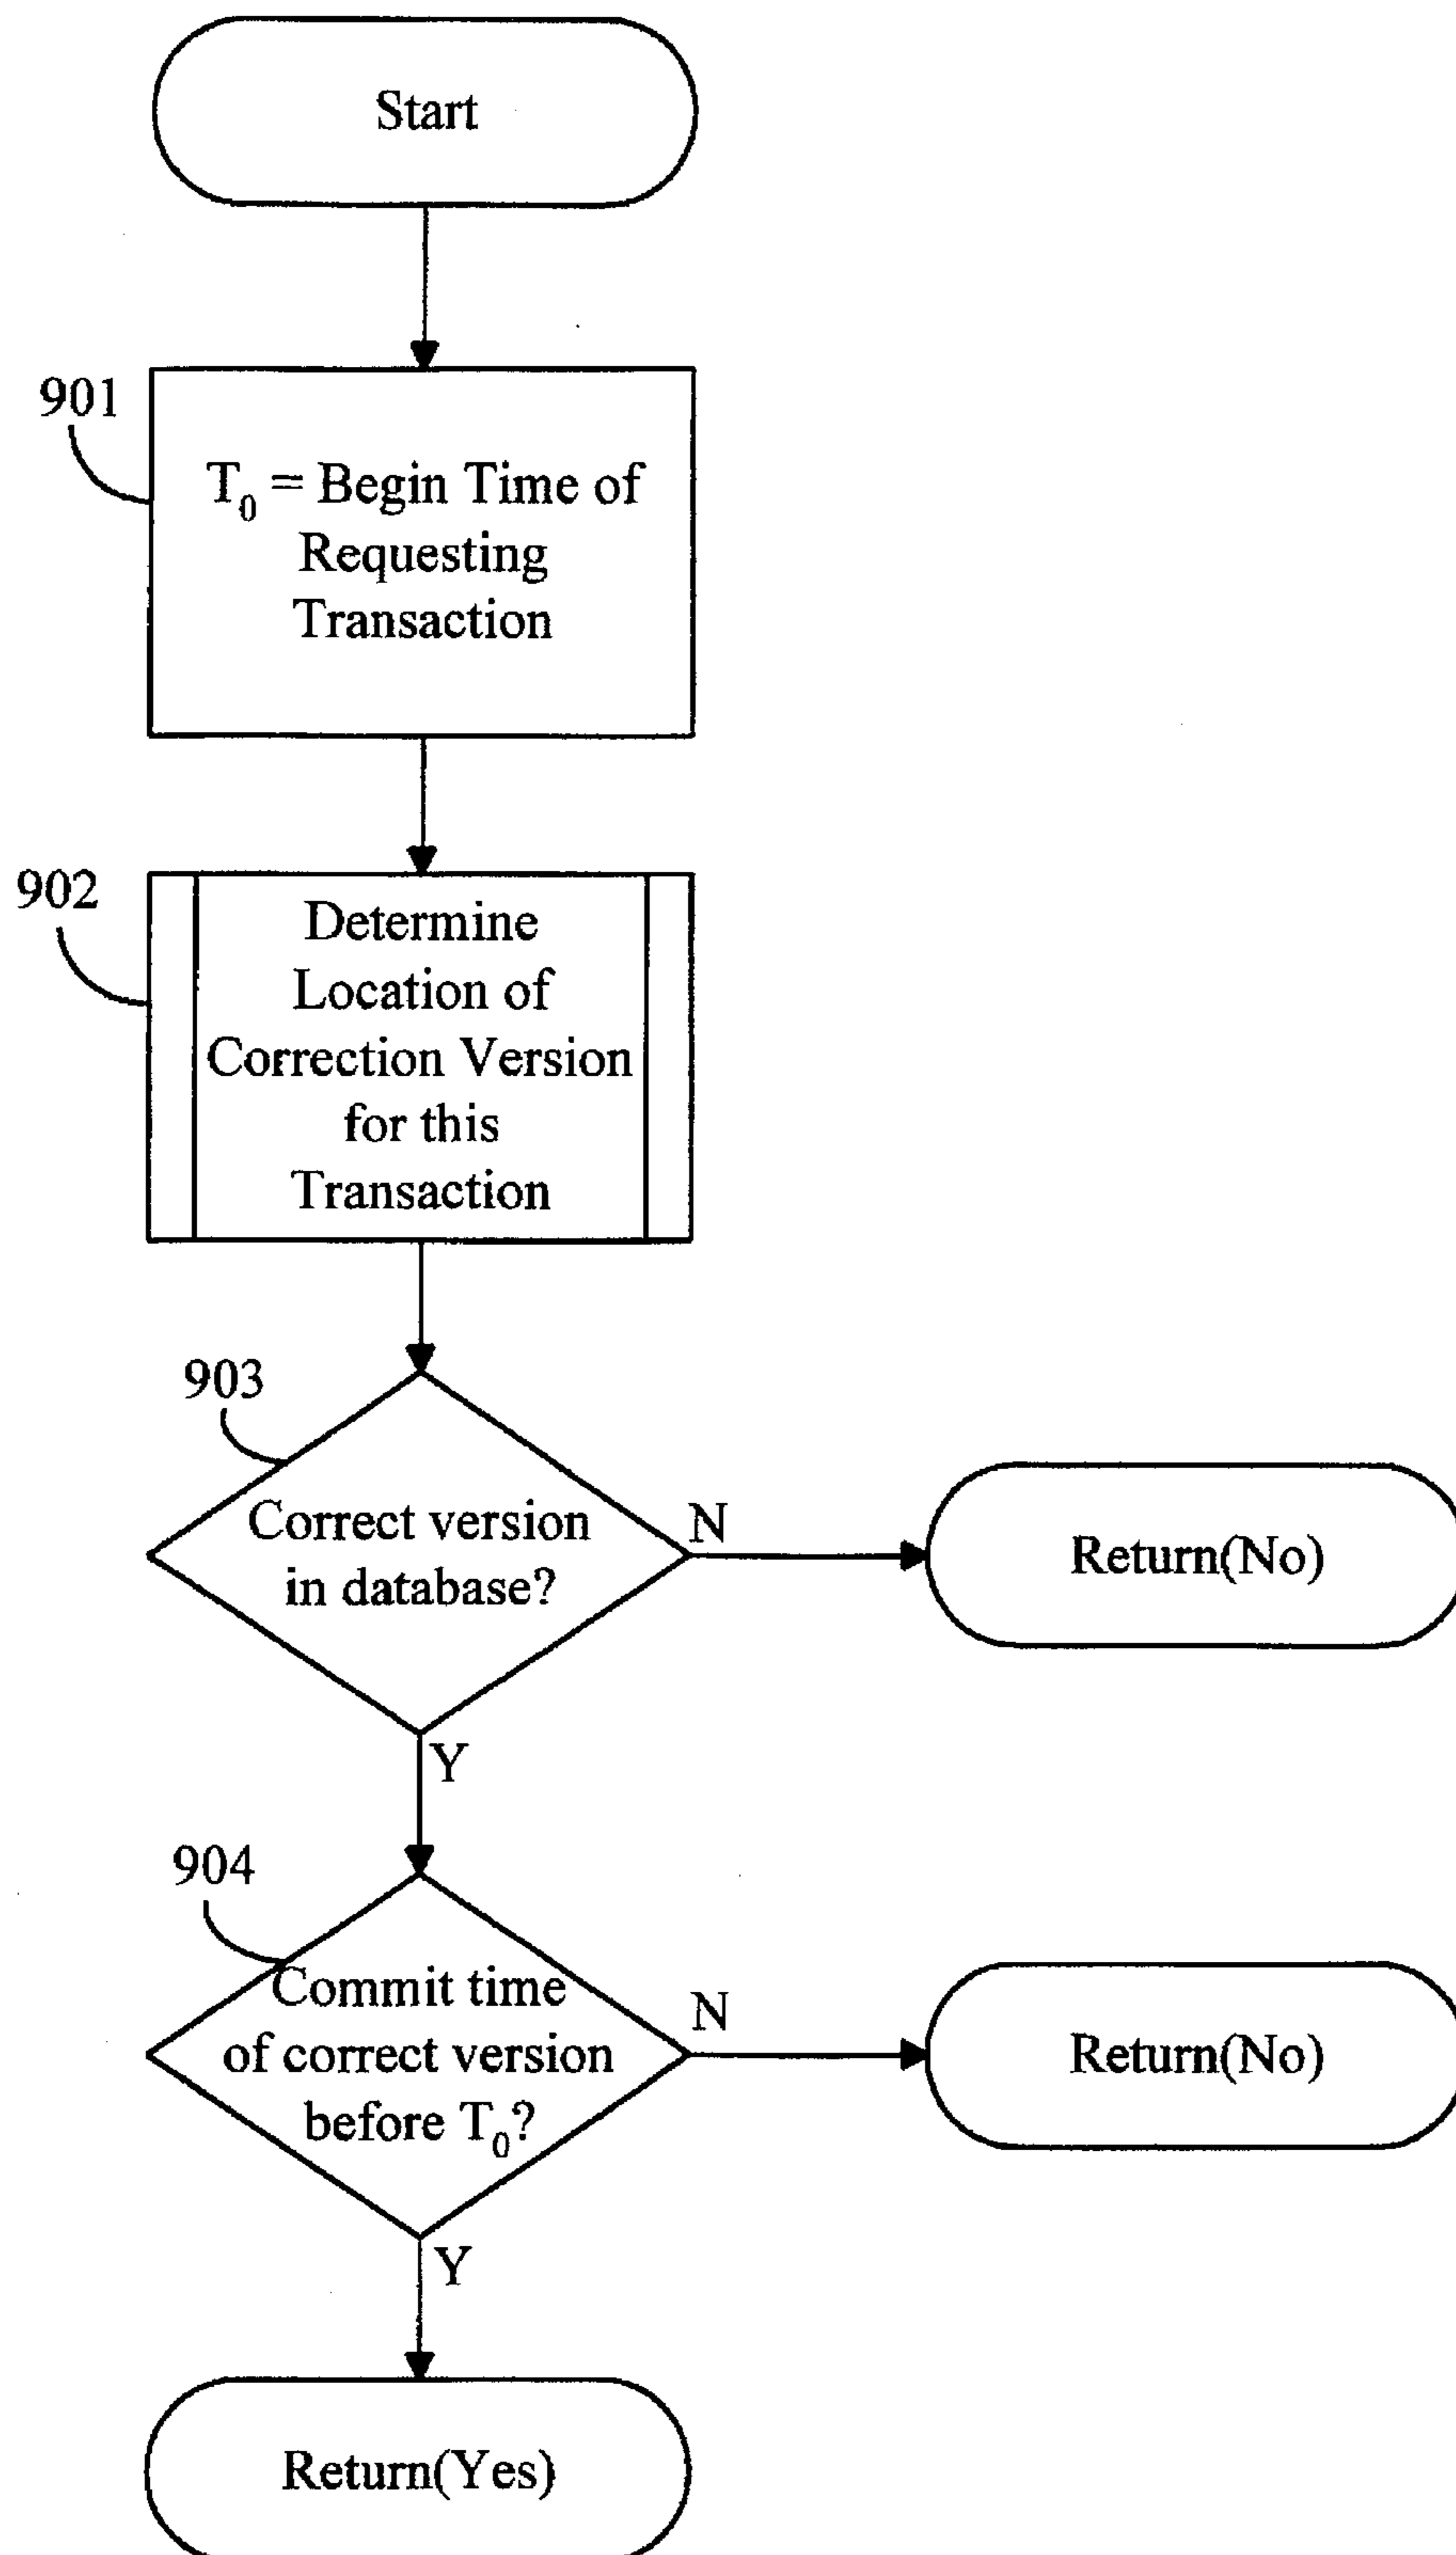 Start
901
T₀ = Begin Time of
Requesting
Transaction
902
Determine
Location of
Correction Version
for this
Transaction
903
Correct version
in database?
N
Return(No)
Y
904
Commit time
of correct version
before T₀?
N
Return(No)
Y
Return(Yes)